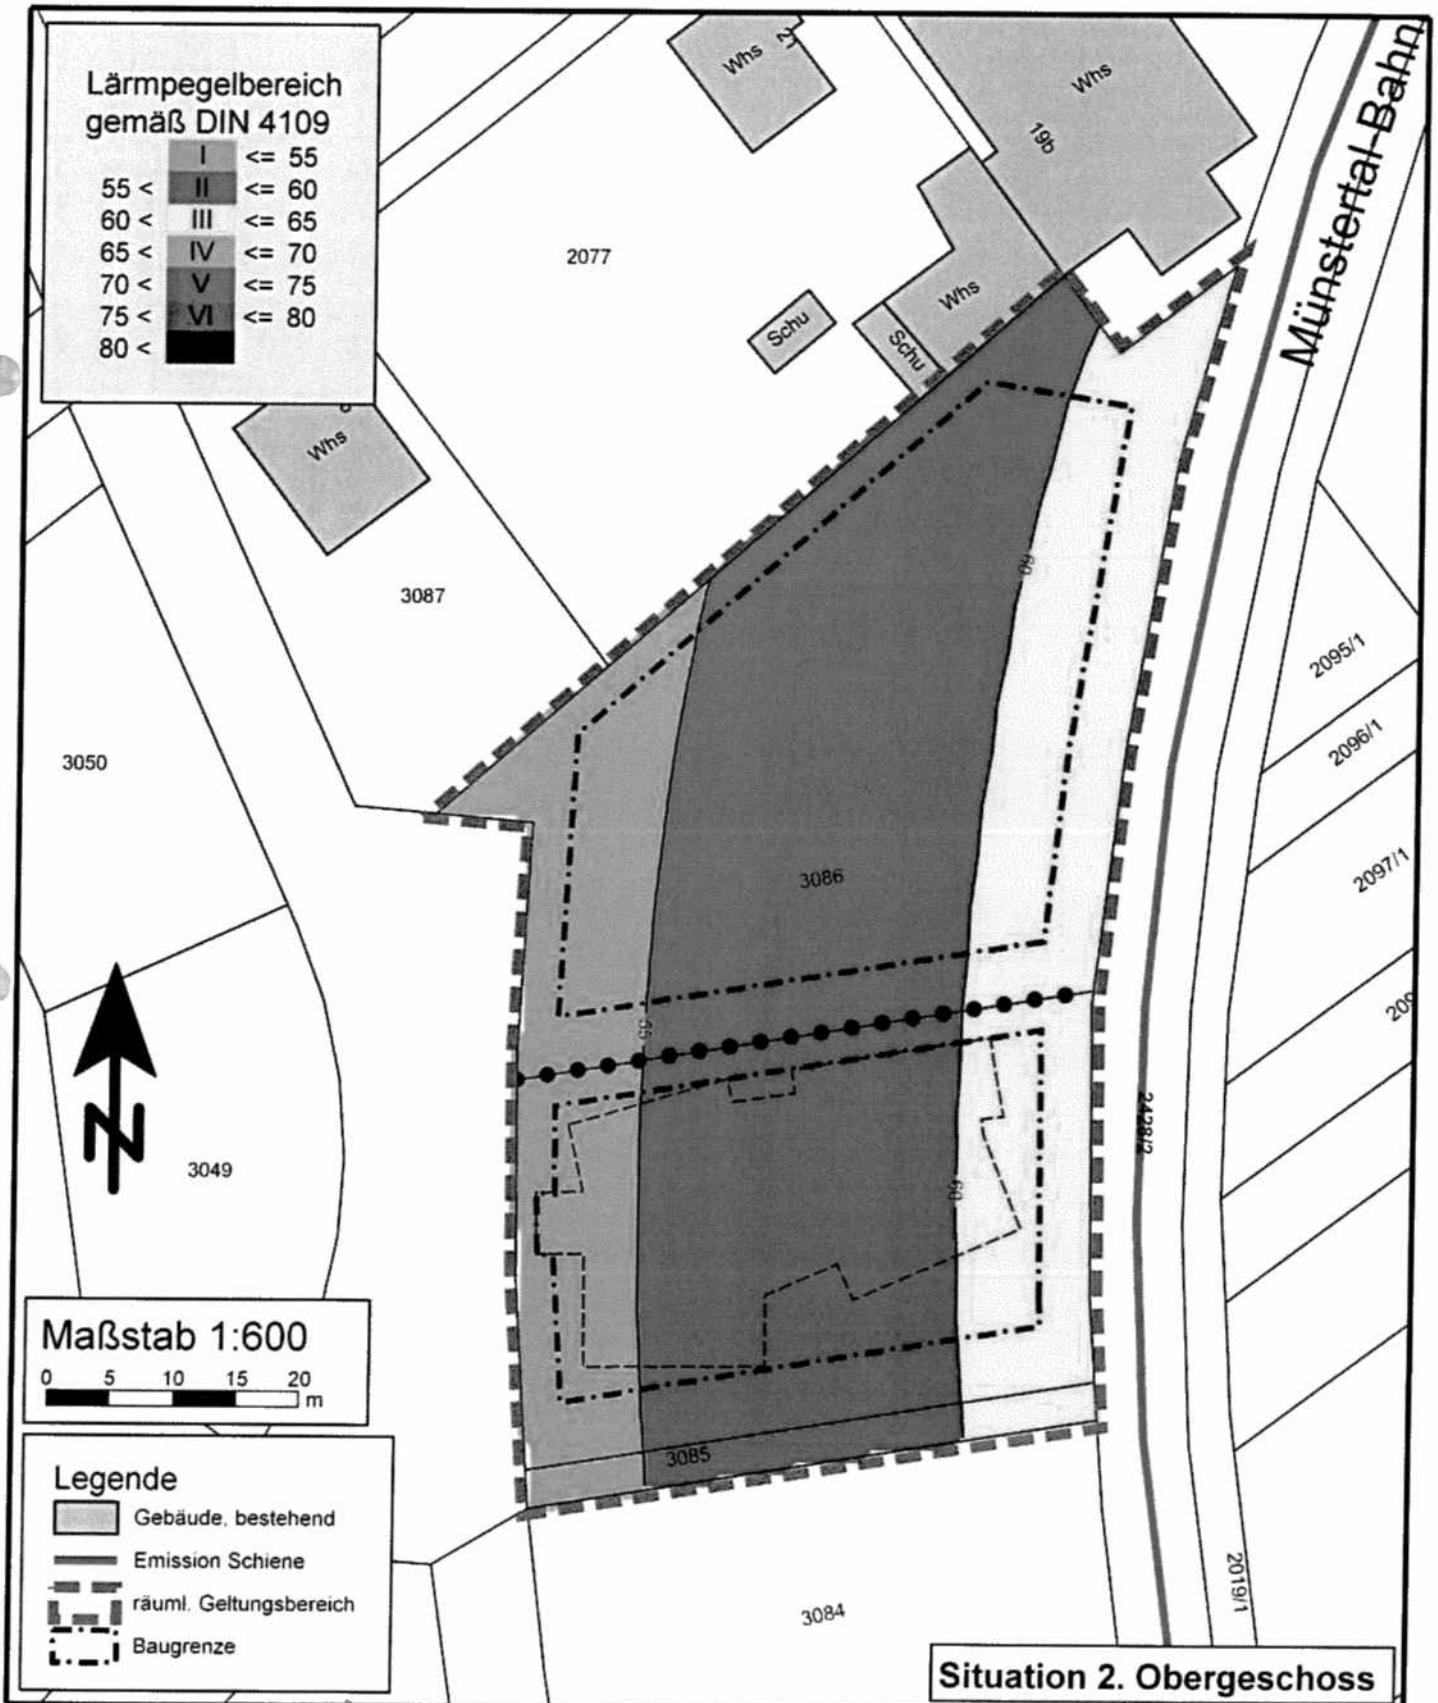 Lärmpegelbereich
gemäß DIN 4109
I <= 55
55 < II <= 60
60 < III <= 65
65 < IV <= 70
70 < V <= 75
75 < VI <= 80
80 <
Whs
Whs
19b
Münstertal-Bahn
2077
Whs
Schu
Schu
Whs
3087
60
2095/1
3050
2096/1
3086
2097/1
55
2428/2
3049
60
Maßstab 1:600
0 5 10 15 20
m
3085
Legende
Gebäude, bestehend
Emission Schiene
räuml. Geltungsbereich
Baugrenze
2019/1
3084
Situation 2. Obergeschoss